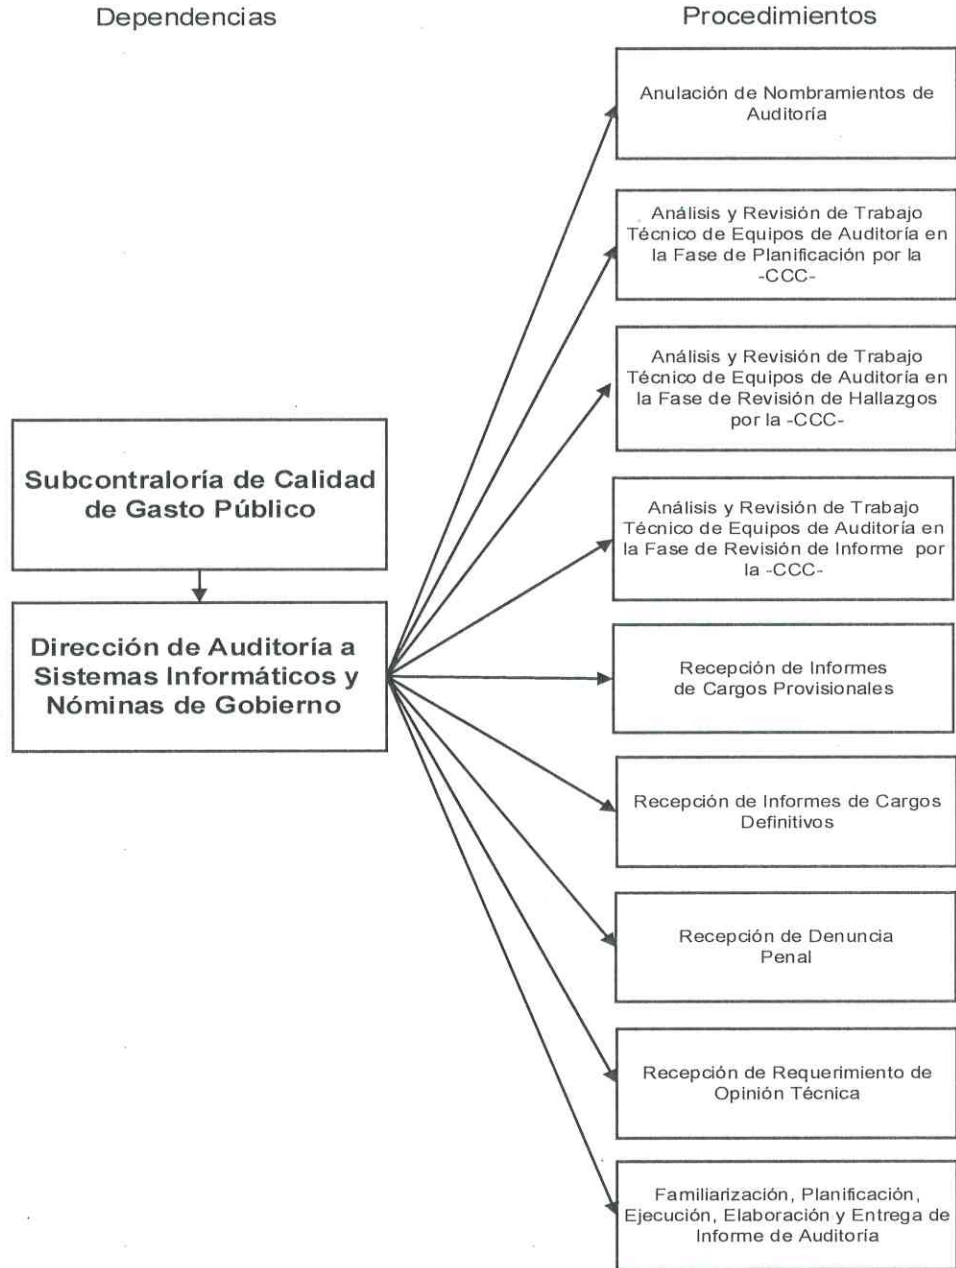 Dependencias
Procedimientos
Anulación de Nombramientos de
Auditoría
Análisis y Revisión de Trabajo
Técnico de Equipos de Auditoría en
la Fase de Planificación por la
-CCC-
Análisis y Revisión de Trabajo
Técnico de Equipos de Auditoría en
la Fase de Revisión de Hallazgos
por la -CCC-
Subcontraloría de Calidad
de Gasto Público
Análisis y Revisión de Trabajo
Técnico de Equipos de Auditoría en
la Fase de Revisión de Informe por
la -CCC-
Dirección de Auditoría a
Sistemas Informáticos y
Nóminas de Gobierno
Recepción de Informes
de Cargos Provisionales
Recepción de Informes de Cargos
Definitivos
Recepción de Denuncia
Penal
Recepción de Requerimiento de
Opinión Técnica
Familiarización, Planificación,
Ejecución, Elaboración y Entrega de
Informe de Auditoría